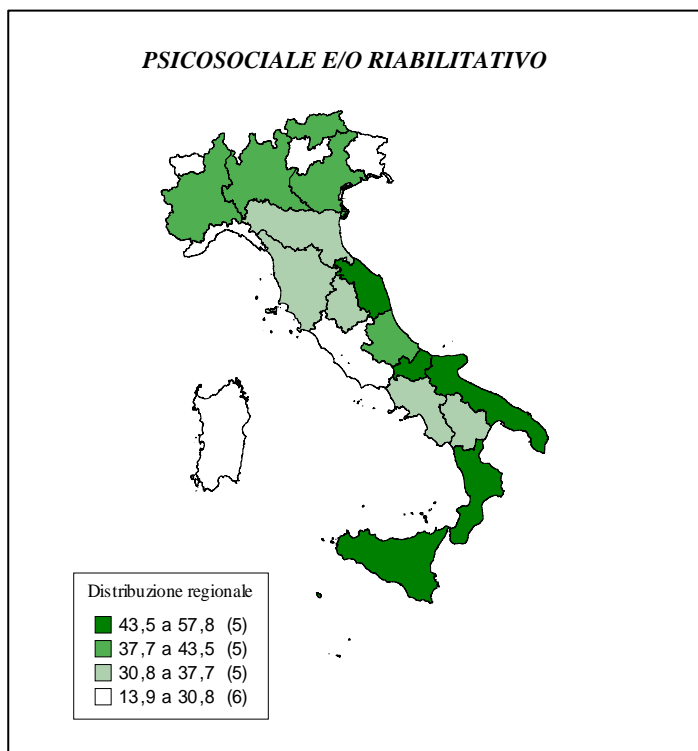 PSICOSOCIALE E/O RIABILITATIVO
Distribuzione regionale
43,5 a 57,8 (5)
37,7 a 43,5 (5)
30,8 a 37,7 (5)
13,9 a 30,8 (6)